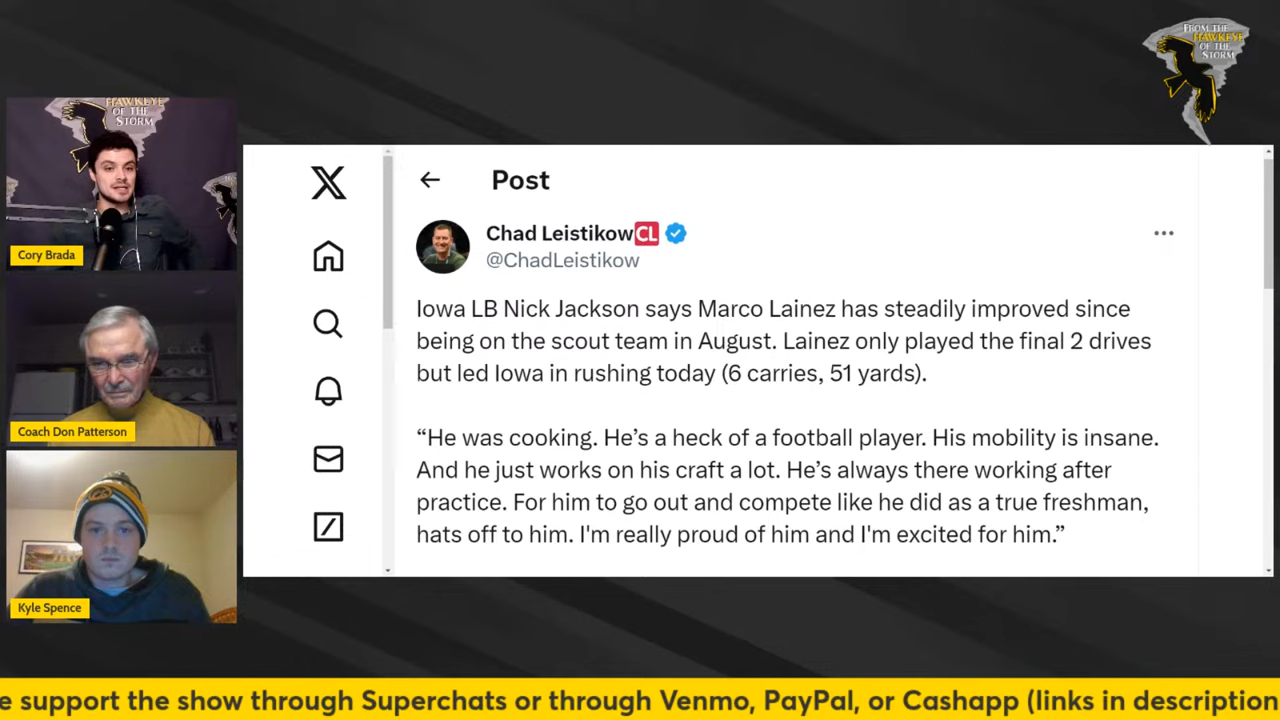 FROM THE
HAWKEYE
OF THE
STORM
HAWKEYE
OF THE
STORM
Cory Brada
Coach Don Patterson
Kyle Spence
Post
Chad Leistikow CL
@ChadLeistikow
Iowa LB Nick Jackson says Marco Lainez has steadily improved since
being on the scout team in August. Lainez only played the final 2 drives
but led Iowa in rushing today (6 carries, 51 yards).
“He was cooking. He’s a heck of a football player. His mobility is insane.
And he just works on his craft a lot. He’s always there working after
practice. For him to go out and compete like he did as a true freshman,
hats off to him. I'm really proud of him and I'm excited for him.”
e support the show through Superchats or through Venmo, PayPal, or Cashapp (links in description